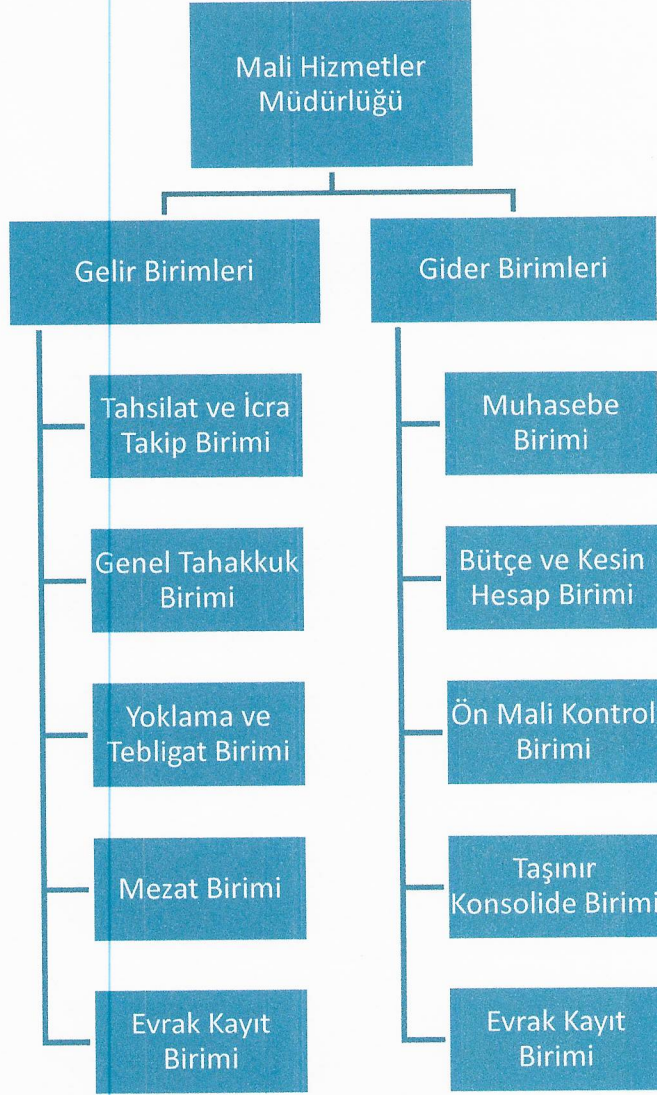 Mali Hizmetler
Müdürlüğü
Gelir Birimleri
Gider Birimleri
Tahsilat ve İcra
Takip Birimi
Muhasebe
Birimi
Genel Tahakkuk
Birimi
Bütçe ve Kesin
Hesap Birimi
Yoklama ve
Tebligat Birimi
Ön Mali Kontrol
Birimi
Mezat Birimi
Taşınır
Konsolide Birimi
Evrak Kayıt
Birimi
Evrak Kayıt
Birimi